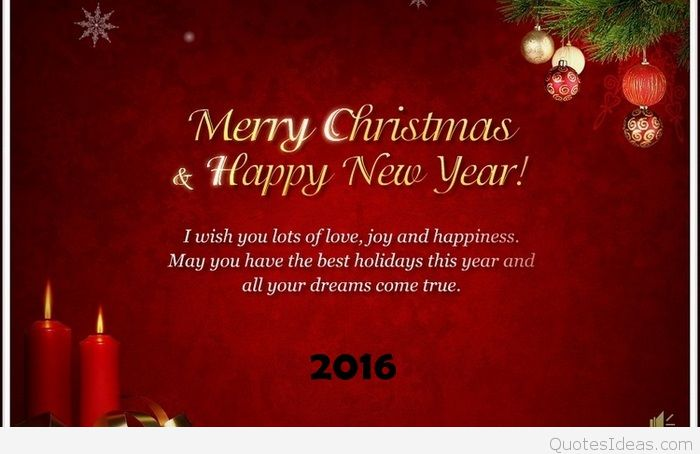 Merry Christmas
& Happy New Year!
I wish you lots of love, joy and happiness.
May you have the best holidays this year and
all your dreams come true.
2016
QuotesIdeas.com